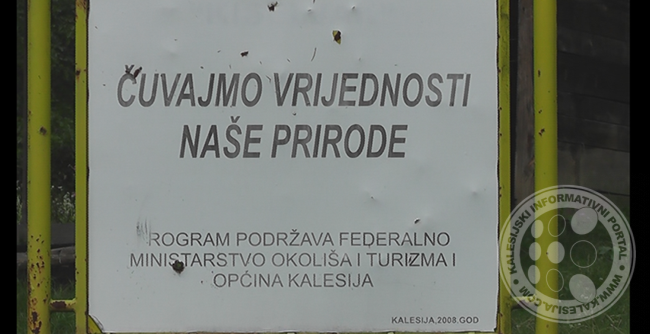 ČUVAJMO VRIJEDNOSTI
NAŠE PRIRODE
ROGRAM PODRŽAVA FEDERALNO
MINISTARSTVO OKOLIŠA I TURIZMA I
OPĆINA KALESIJA
KALESIJA,2008.GOD
KALESIJSKI INFORMATIVNI PORTAL
WWW.KALESIJA.COM